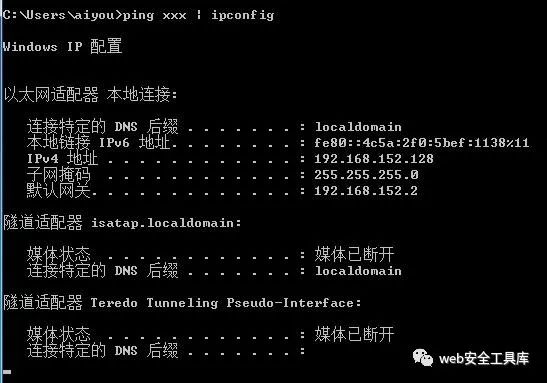 C:\Users\aiyou>ping xxx | ipconfig
Windows IP 配置
以太网适配器 本地连接:
连接特定的 DNS 后缀 . . . . . . . : localdomain
本地链接 IPv6 地址. . . . . . . . : fe80::4c5a:2f0:5bef:1138%11
IPv4 地址 . . . . . . . . . . . . : 192.168.152.128
子网掩码 . . . . . . . . . . . . : 255.255.255.0
默认网关. . . . . . . . . . . . . : 192.168.152.2
隧道适配器 isatap.localdomain:
媒体状态 . . . . . . . . . . . . : 媒体已断开
连接特定的 DNS 后缀 . . . . . . . : localdomain
隧道适配器 Teredo Tunneling Pseudo-Interface:
媒体状态 . . . . . . . . . . . . : 媒体已断开
连接特定的 DNS 后缀 . . . . . . . :
web安全工具库